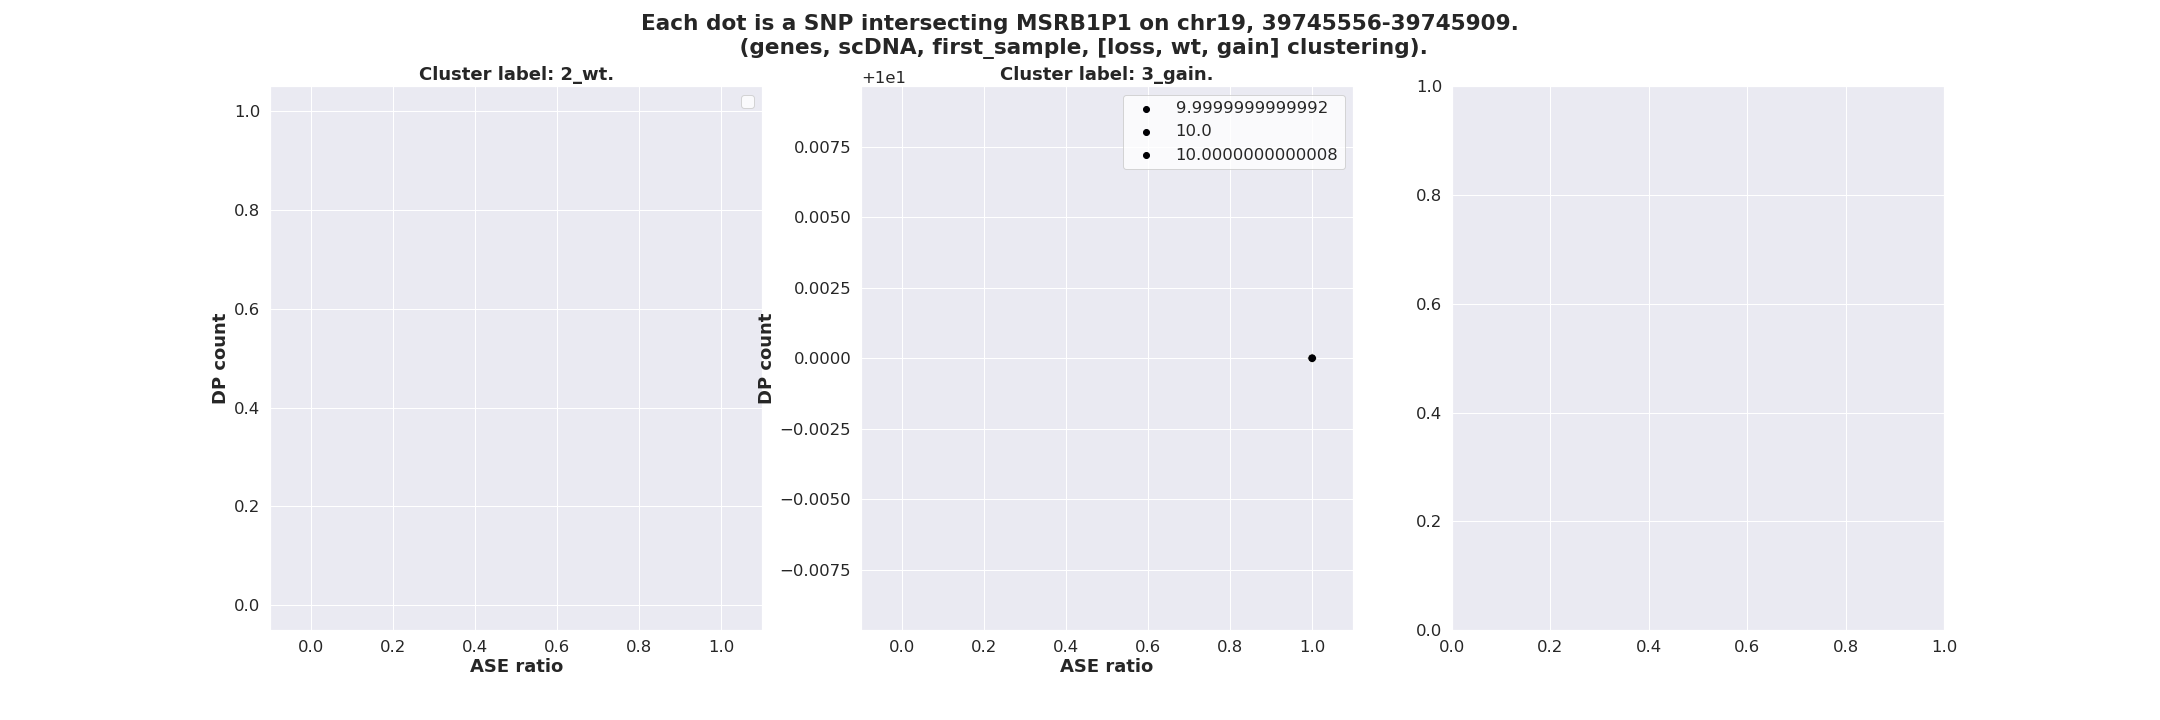 Each dot is a SNP intersecting MSRB1P1 on chr19, 39745556-39745909.
(genes, scDNA, first_sample, [loss, wt, gain] clustering).
Cluster label: 2_wt.
1.0
0.8
0.6
0.4
0.2
0.0
DP count
0.0 0.2 0.4 0.6 0.8 1.0
ASE ratio
Cluster label: 3_gain.
+1e1
9.9999999999992
10.0
10.0000000000008
0.0075
0.0050
0.0025
0.0000
−0.0025
−0.0050
−0.0075
DP count
0.0 0.2 0.4 0.6 0.8 1.0
ASE ratio
1.0
0.8
0.6
0.4
0.2
0.0
0.0 0.2 0.4 0.6 0.8 1.0